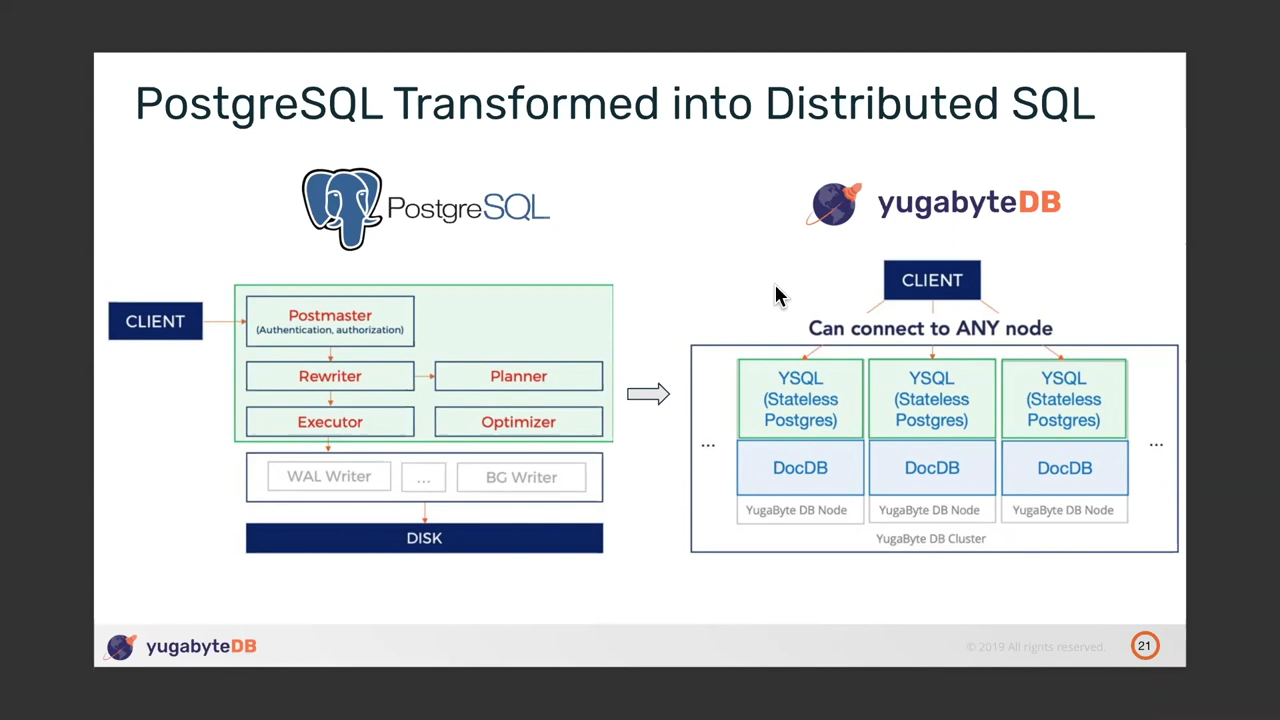 PostgreSQL Transformed into Distributed SQL
PostgreSQL
yugabyteDB
CLIENT
Postmaster
(Authentication, authorization)
Rewriter
Planner
Executor
Optimizer
WAL Writer
...
BG Writer
DISK
CLIENT
Can connect to ANY node
...
YSQL
(Stateless
Postgres)
YSQL
(Stateless
Postgres)
YSQL
(Stateless
Postgres)
...
DocDB
DocDB
DocDB
YugaByte DB Node
YugaByte DB Node
YugaByte DB Node
YugaByte DB Cluster
yugabyteDB
© 2019 All rights reserved.
21